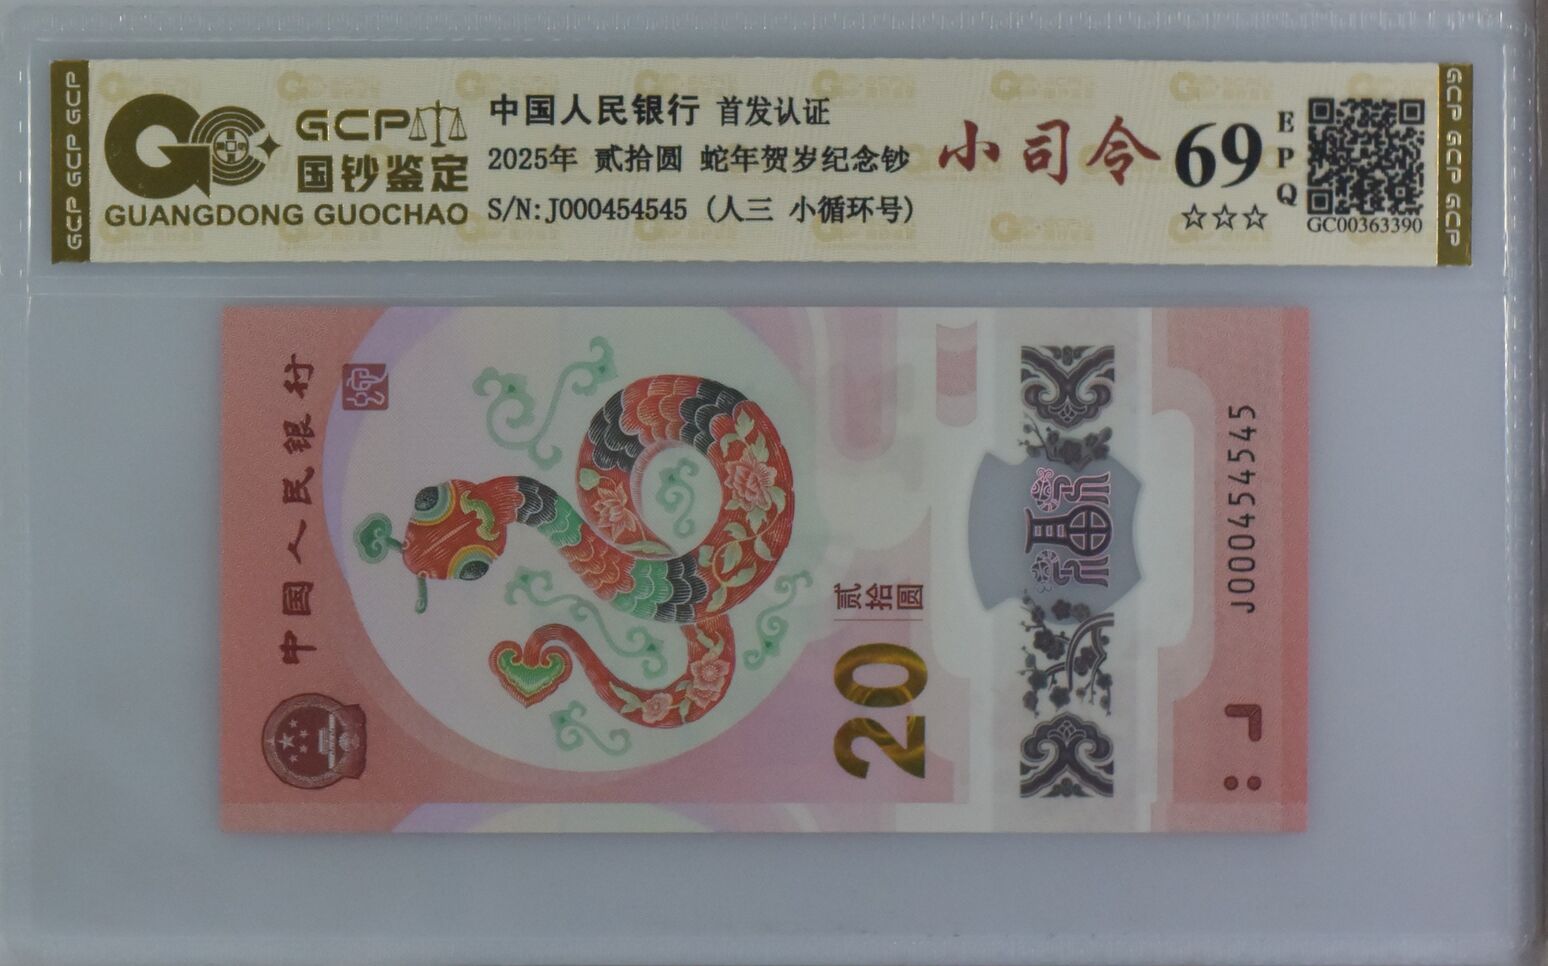 GCP GCP GCP
GCP
国钞鉴定
GUANGDONG GUOCHAO
中国人民银行 首发认证
2025年 贰拾圆 蛇年贺岁纪念钞
S/N:J000454545 (人三 小循环号)
小司令
69
EPQ
☆☆☆
GC00363390
GCP GCP GCP
中国人民银行
蛇
贰拾圆
20
福
J000454545